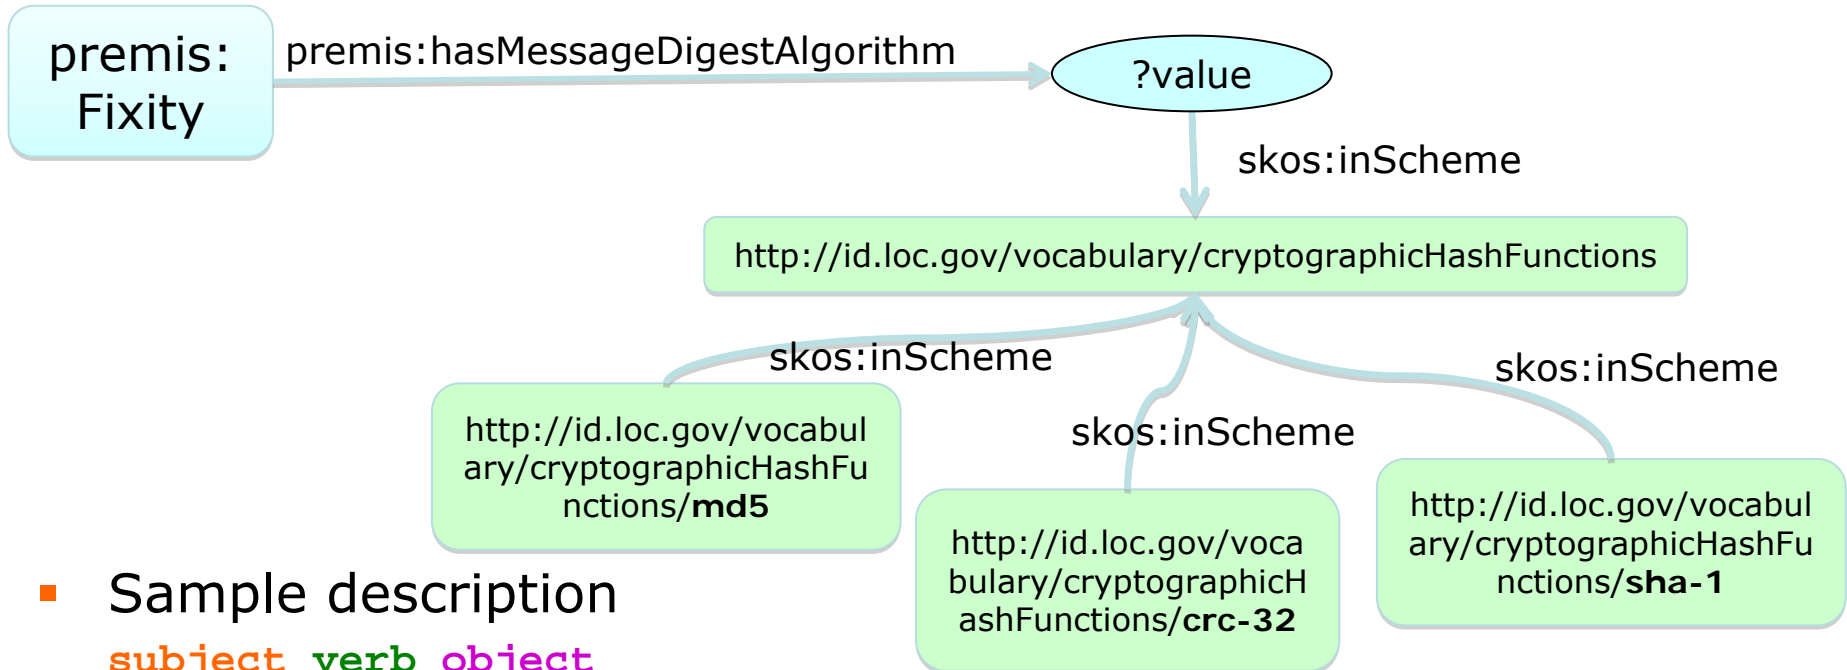 premis:
Fixity
premis:hasMessageDigestAlgorithm
?value
skos:inScheme
http://id.loc.gov/vocabulary/cryptographicHashFunctions
skos:inScheme
skos:inScheme
skos:inScheme
http://id.loc.gov/vocabul
ary/cryptographicHashFu
nctions/md5
http://id.loc.gov/voca
bulary/cryptographicH
ashFunctions/crc-32
http://id.loc.gov/vocabul
ary/cryptographicHashFu
nctions/sha-1
▪ Sample description
subject verb object